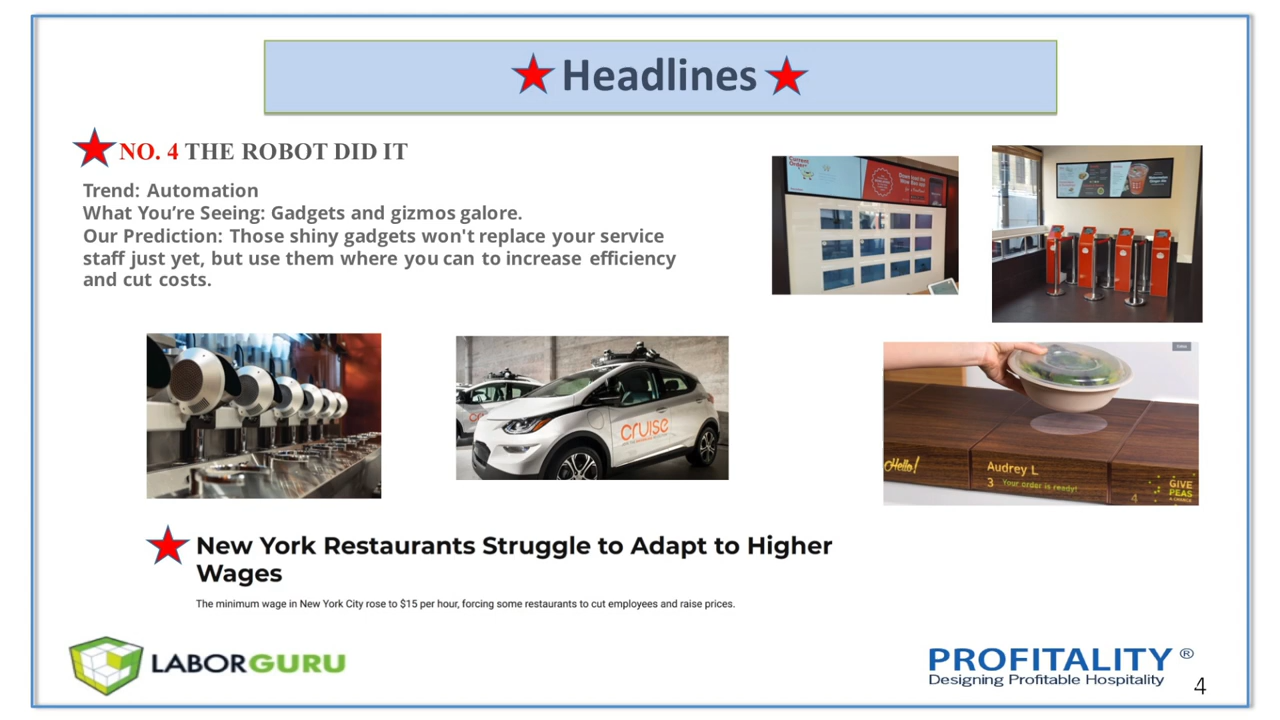 Headlines
NO. 4 THE ROBOT DID IT
Trend: Automation
What You’re Seeing: Gadgets and gizmos galore.
Our Prediction: Those shiny gadgets won't replace your service
staff just yet, but use them where you can to increase efficiency
and cut costs.
Current
Order
cruise
Hello!
Audrey L
3 Your order is ready!
4
GIVE
PEAS
New York Restaurants Struggle to Adapt to Higher
Wages
The minimum wage in New York City rose to $15 per hour, forcing some restaurants to cut employees and raise prices.
LABORGURU
PROFITALITY ®
Designing Profitable Hospitality
4